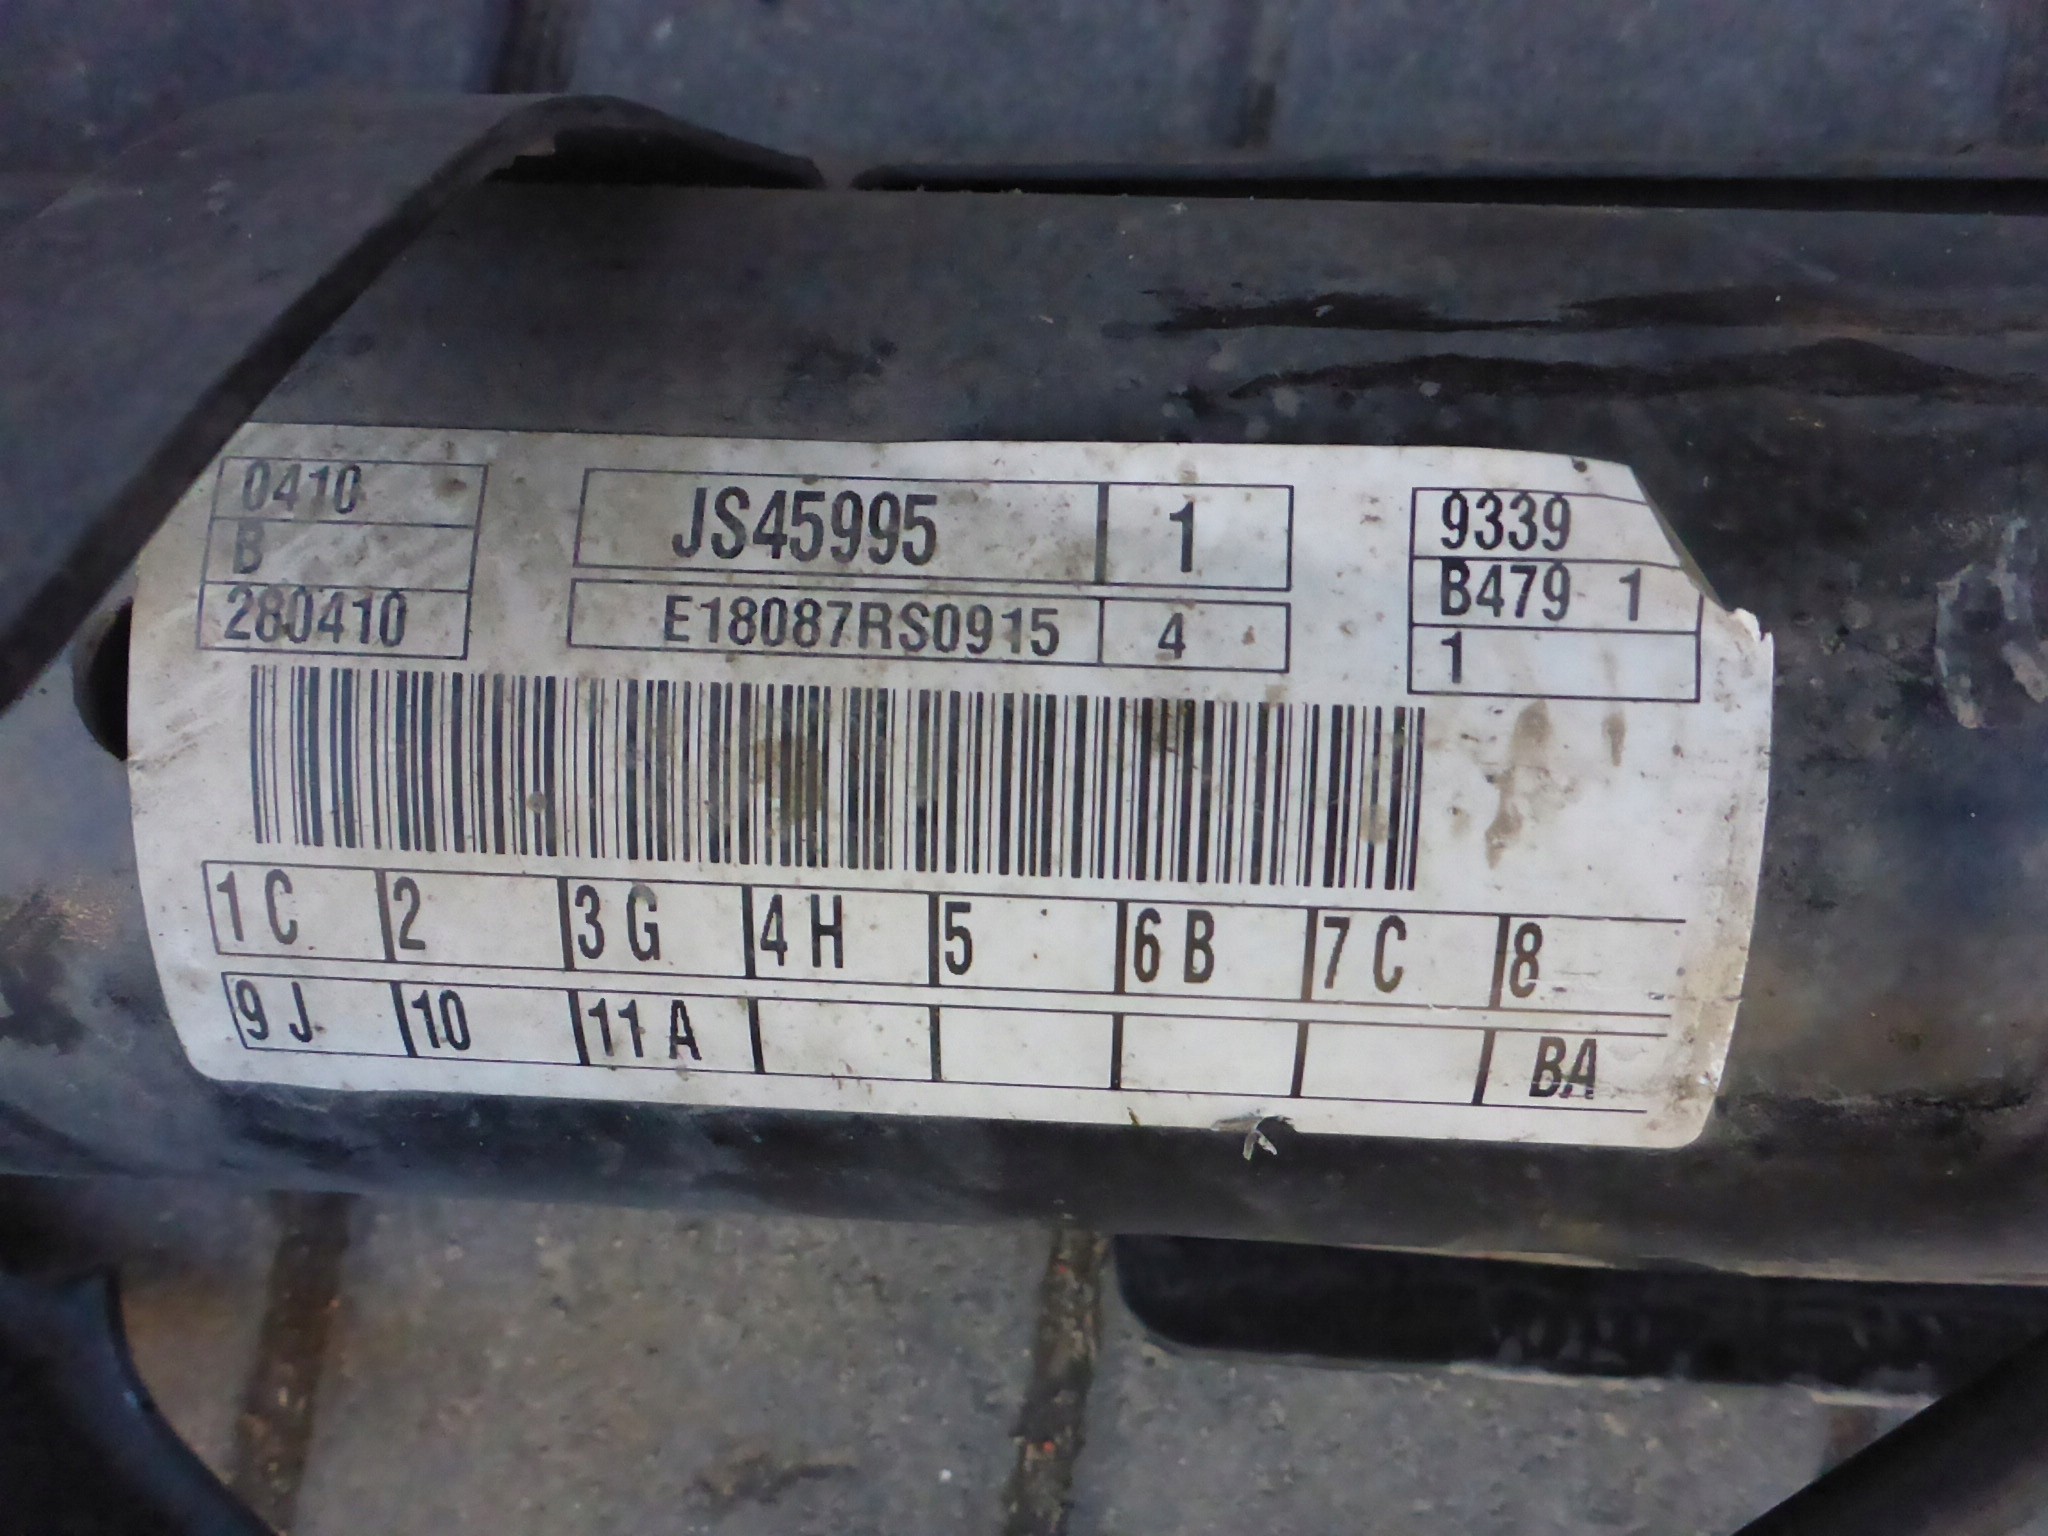 0410
B
280410
JS45995 1
E18087RS0915 4
9339
B479 1
1
1 C 2 3 G 4 H 5 6 B 7 C 8
9 J 10 11 A BA